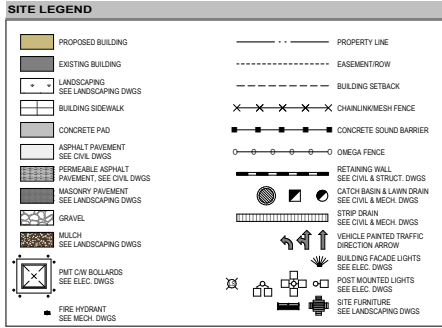 SITE LEGEND
PROPOSED BUILDING
EXISTING BUILDING
LANDSCAPING
SEE LANDSCAPING DWGS
BUILDING SIDEWALK
CONCRETE PAD
ASPHALT PAVEMENT
SEE CIVIL DWGS
PERMEABLE ASPHALT
PAVEMENT, SEE CIVIL DWGS
MASONRY PAVEMENT
SEE LANDSCAPING DWGS
GRAVEL
MULCH
SEE LANDSCAPING DWGS
PMT C/W BOLLARDS
SEE ELEC. DWGS
FIRE HYDRANT
SEE MECH. DWGS
PROPERTY LINE
EASEMENT/ROW
BUILDING SETBACK
CHAINLINK/MESH FENCE
CONCRETE SOUND BARRIER
OMEGA FENCE
RETAINING WALL
SEE CIVIL & STRUCT. DWGS
CATCH BASIN & LAWN DRAIN
SEE CIVIL & MECH. DWGS
STRIP DRAIN
SEE CIVIL & MECH. DWGS
VEHICLE PAINTED TRAFFIC
DIRECTION ARROW
BUILDING FACADE LIGHTS
SEE ELEC. DWGS
POST MOUNTED LIGHTS
SEE ELEC. DWGS
SITE FURNITURE
SEE LANDSCAPING DWGS